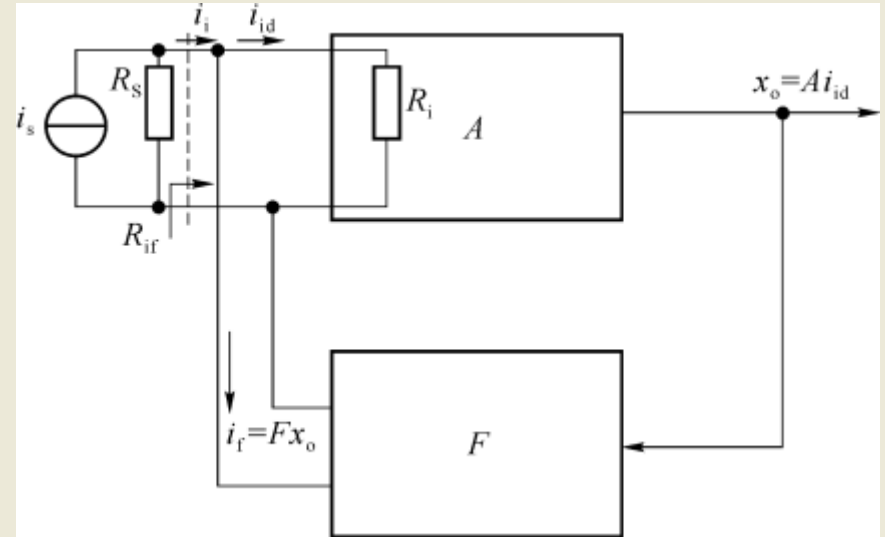 i_i
i_id
R_S
R_i
i_s
A
x_o=Ai_id
R_if
i_f=Fx_o
F